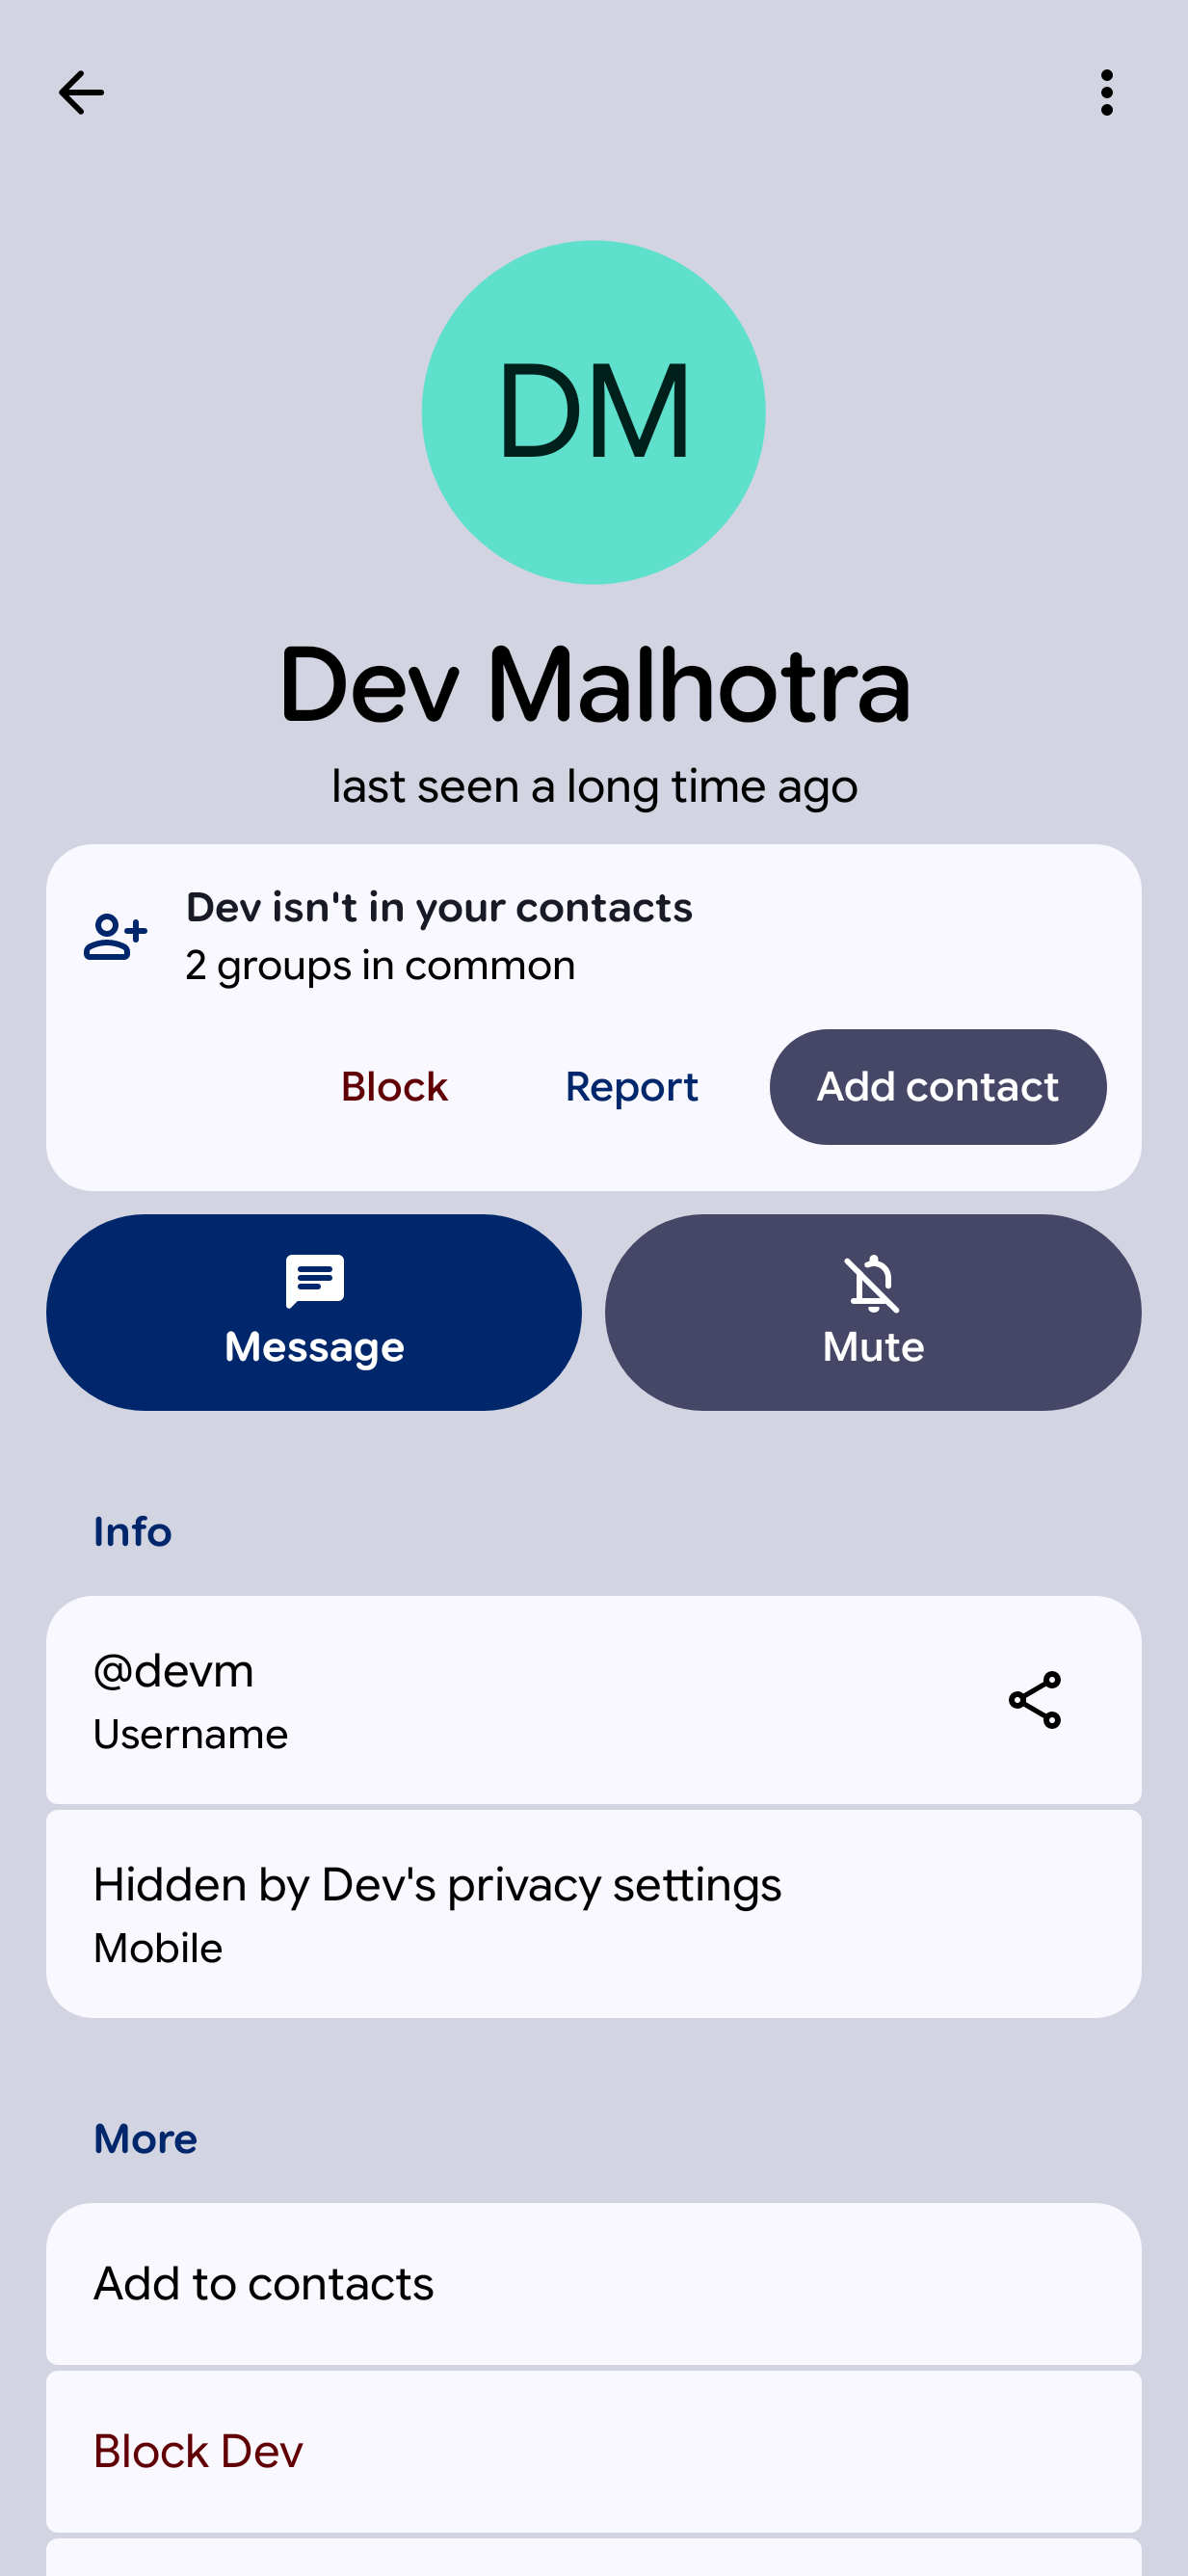 DM
Dev Malhotra
last seen a long time ago
Dev isn't in your contacts
2 groups in common
Block
Report
Add contact
Message
Mute
Info
@devm
Username
Hidden by Dev's privacy settings
Mobile
More
Add to contacts
Block Dev